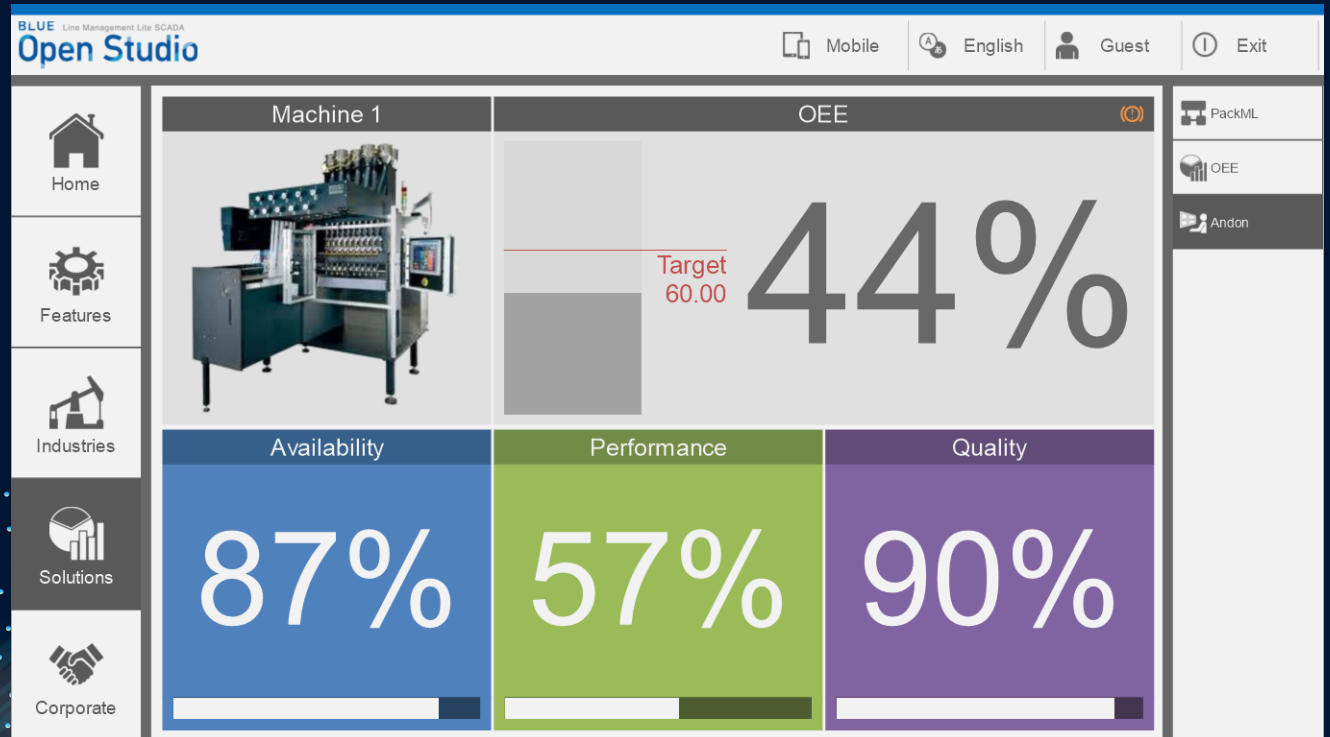 BLUE Line Management Lite SCADA
Open Studio
Mobile
English
Guest
Exit
Home
Features
Industries
Solutions
Corporate
Machine 1
OEE
Target
60.00
44%
Availability
87%
Performance
57%
Quality
90%
PackML
OEE
Andon